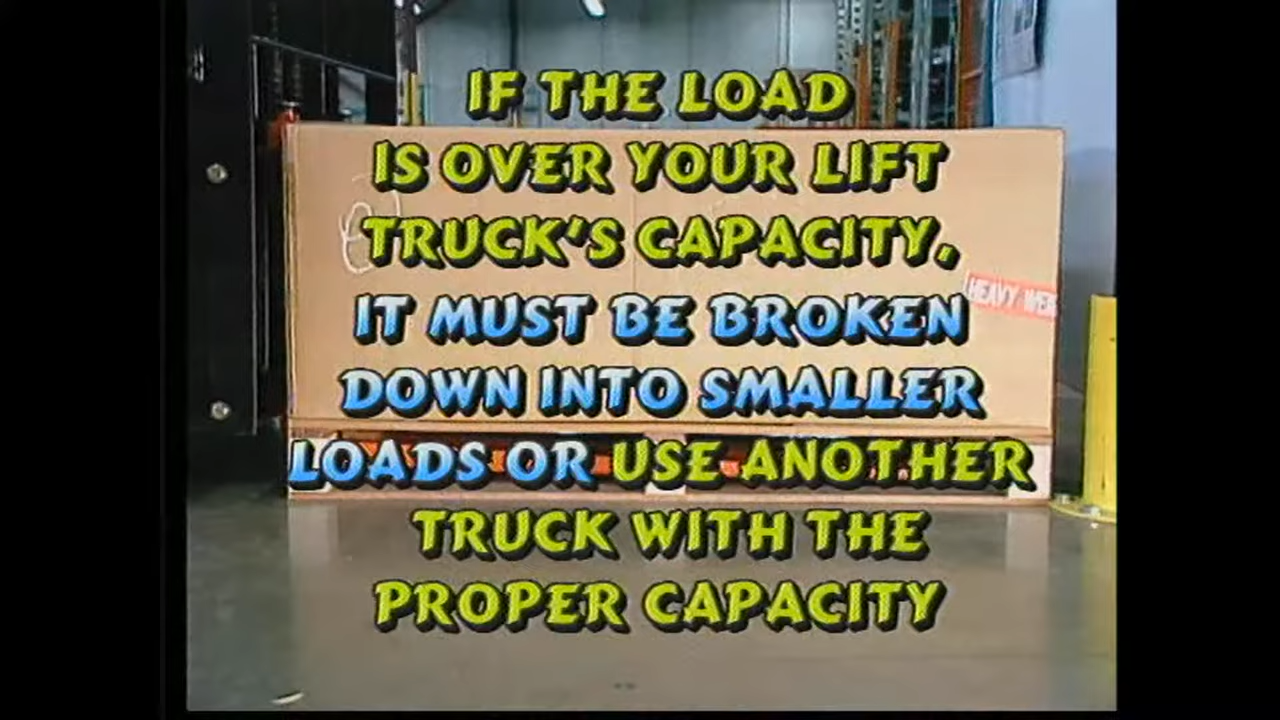 IF THE LOAD
IS OVER YOUR LIFT
TRUCK'S CAPACITY,
HEAVY
IT MUST BE BROKEN
DOWN INTO SMALLER
LOADS OR USE ANOTHER
TRUCK WITH THE
PROPER CAPACITY